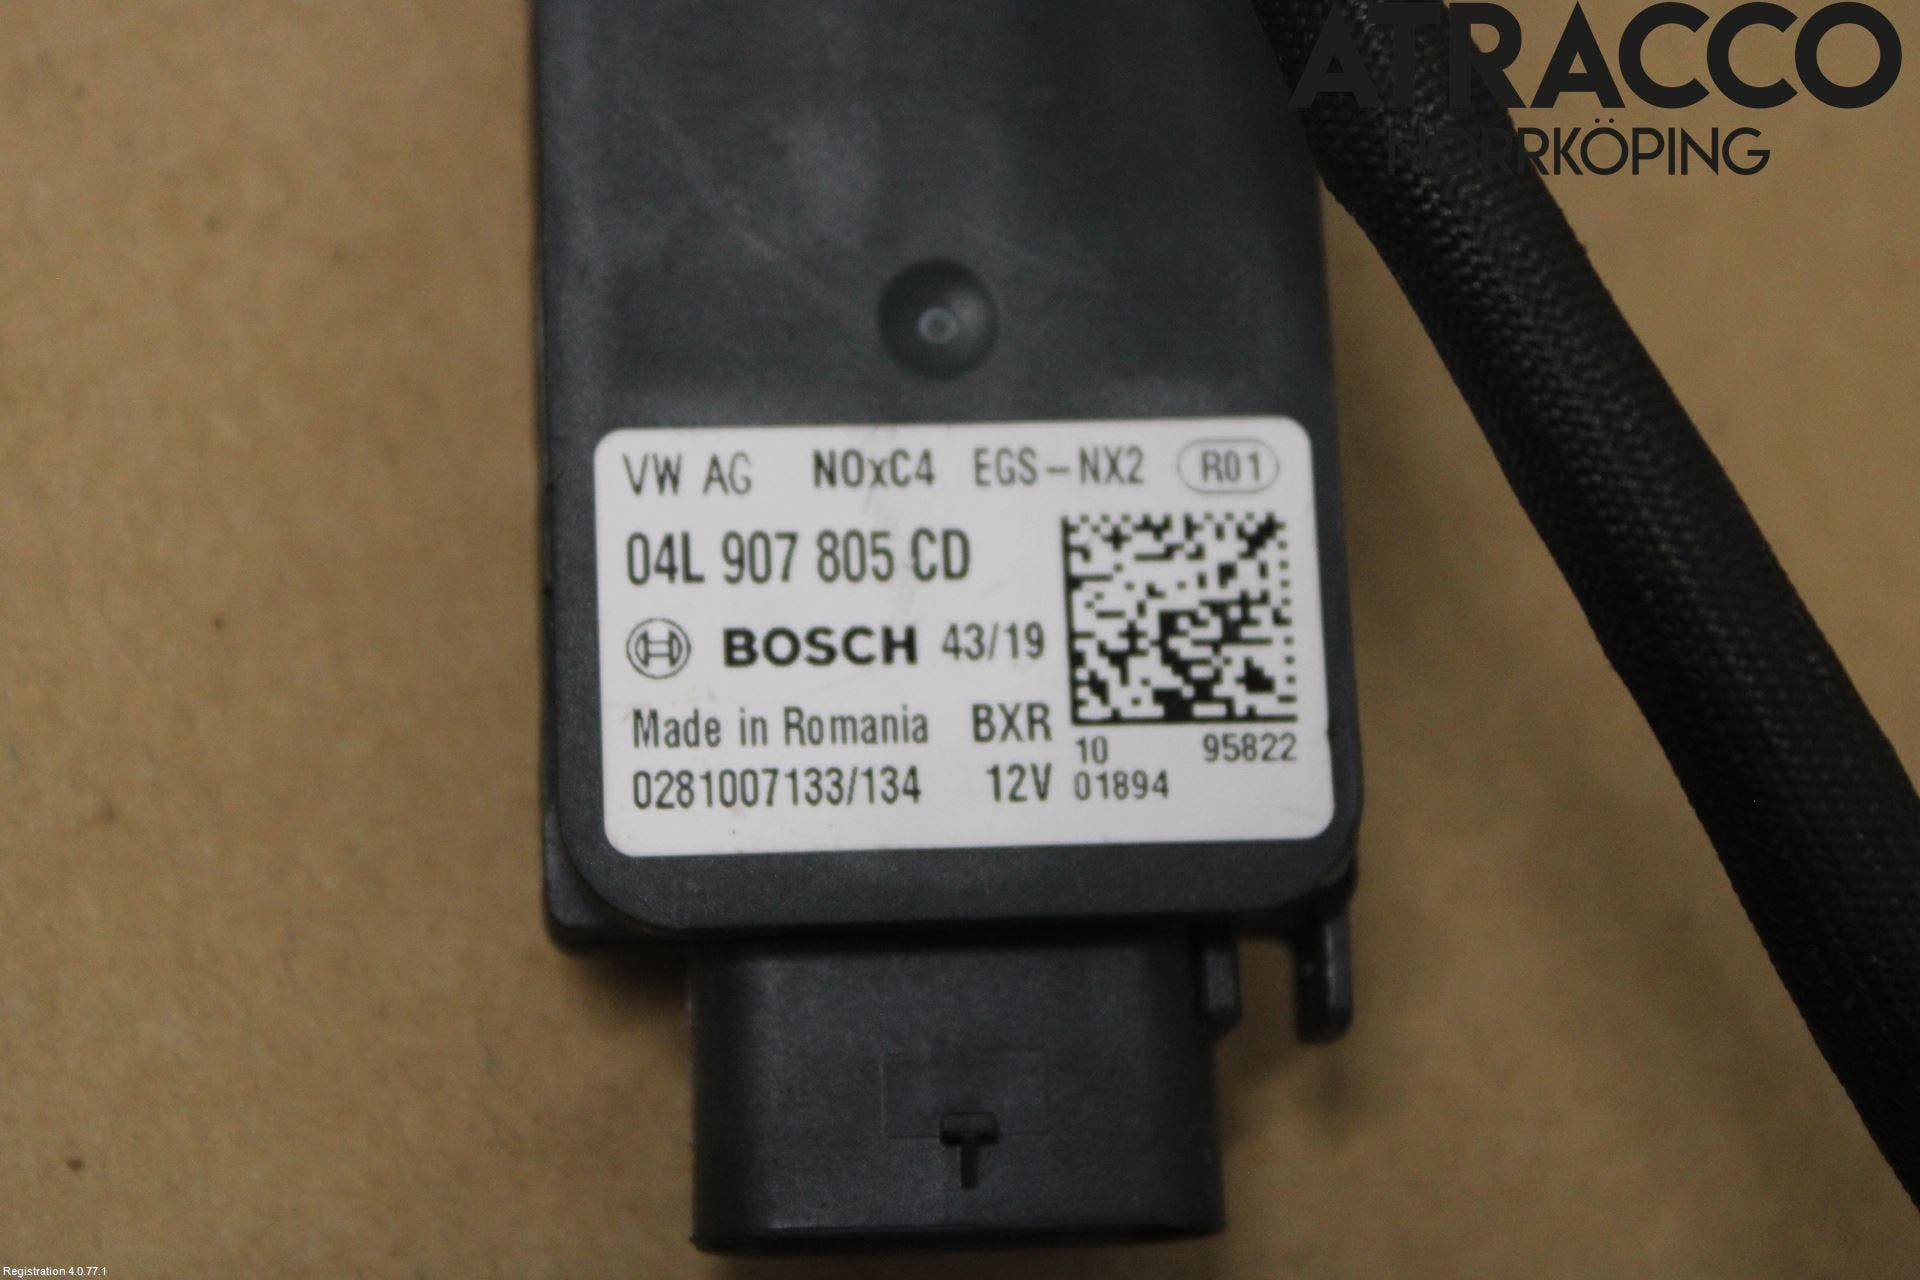 ATRACCO
NORRKÖPING
VW AG NOxC4 EGS-NX2 R01
04L 907 805 CD
BOSCH 43/19
Made in Romania BXR
10 95822
0281007133/134 12V 01894
Registration 4.0.77.1